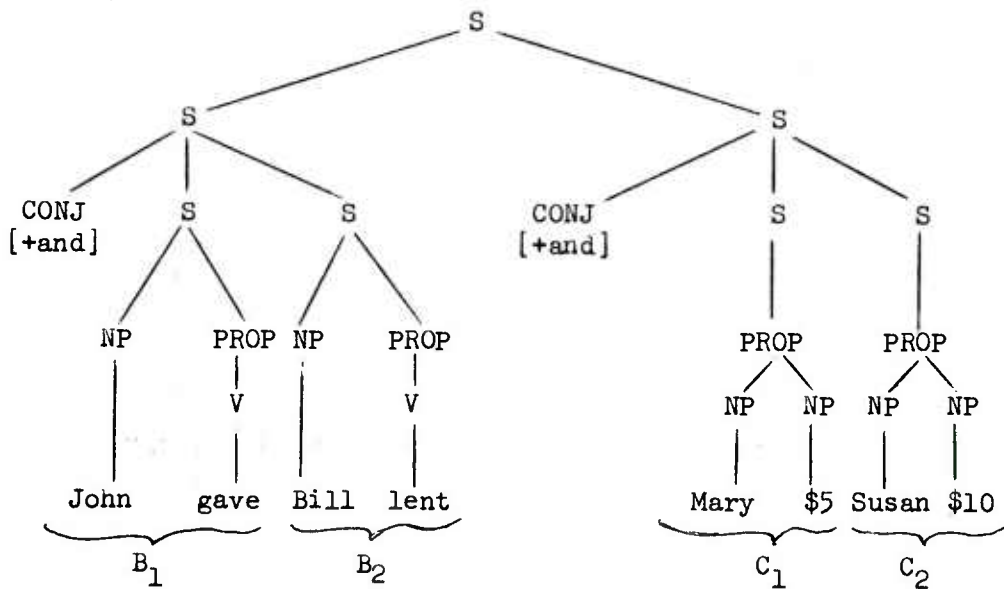 S
S S
CONJ S S CONJ S S
[+and] [+and]
NP PROP NP PROP PROP PROP
V V NP NP NP NP
John gave Bill lent Mary $5 Susan $10
B1 B2 C1 C2